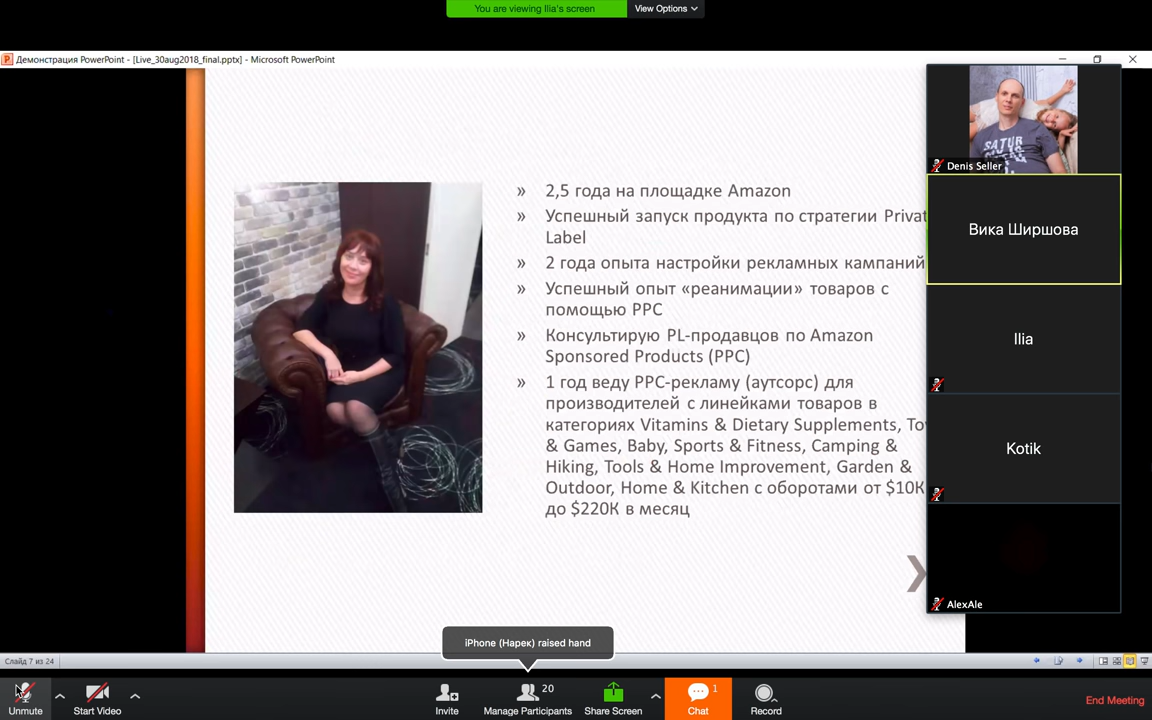 You are viewing Ilia's screen
View Options
Демонстрация PowerPoint - [Live_30aug2018_final.pptx] - Microsoft PowerPoint
» 2,5 года на площадке Amazon
» Успешный запуск продукта по стратегии Privat
Label
» 2 года опыта настройки рекламных кампаний
» Успешный опыт «реанимации» товаров с
помощью PPC
» Консультирую PL-продавцов по Amazon
Sponsored Products (PPC)
» 1 год веду PPC-рекламу (аутсорс) для
производителей с линейками товаров в
категориях Vitamins & Dietary Supplements, To
& Games, Baby, Sports & Fitness, Camping &
Hiking, Tools & Home Improvement, Garden &
Outdoor, Home & Kitchen с оборотами от $10К
до $220К в месяц
Denis Seller
Вика Ширшова
Ilia
Kotik
AlexAle
iPhone (Нарек) raised hand
Слайд 7 из 24
Unmute
Start Video
Invite
20
Manage Participants
Share Screen
1
Chat
Record
End Meeting